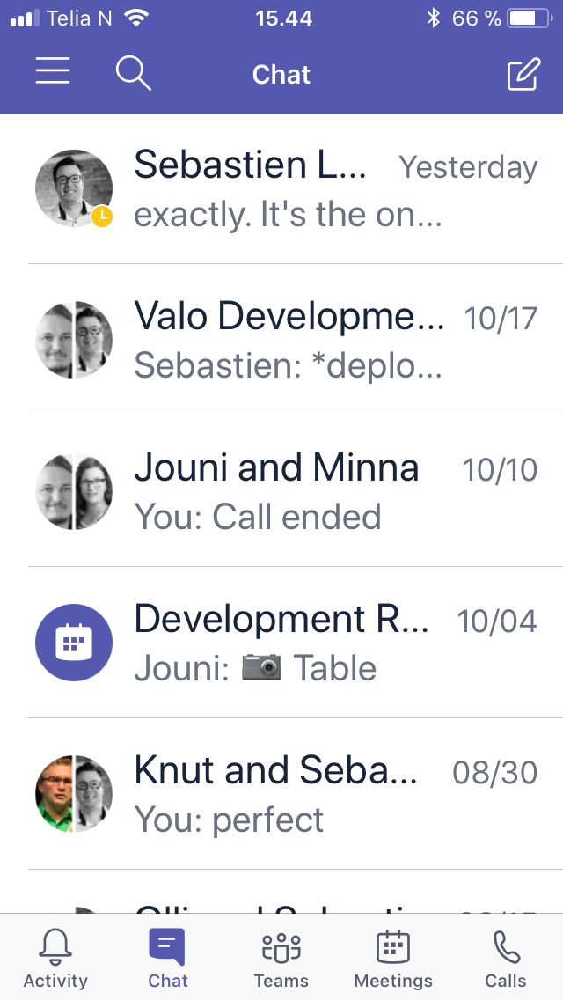 Telia N 15.44 66 %
Chat
Sebastien L... Yesterday
exactly. It's the on...
Valo Developme... 10/17
Sebastien: *deplo...
Jouni and Minna 10/10
You: Call ended
Development R... 10/04
Jouni: 📷 Table
Knut and Seba... 08/30
You: perfect
Activity Chat Teams Meetings Calls